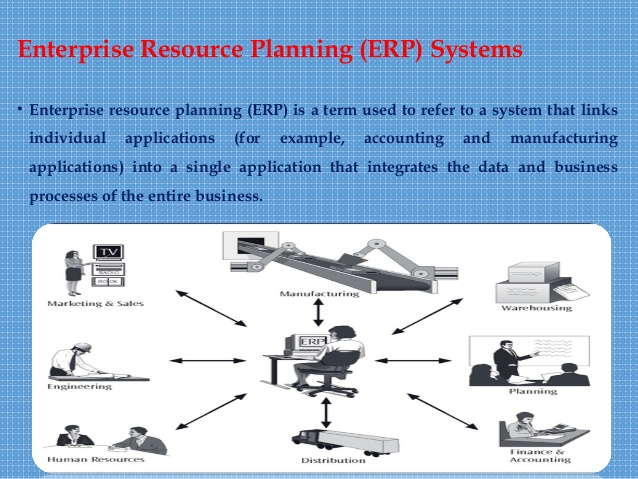 Enterprise Resource Planning (ERP) Systems
• Enterprise resource planning (ERP) is a term used to refer to a system that links
individual applications (for example, accounting and manufacturing
applications) into a single application that integrates the data and business
processes of the entire business.
TV
RADIO
BOOK
Marketing & Sales
Manufacturing
Warehousing
ERP
Engineering
Planning
Human Resources
Distribution
Finance &
Accounting